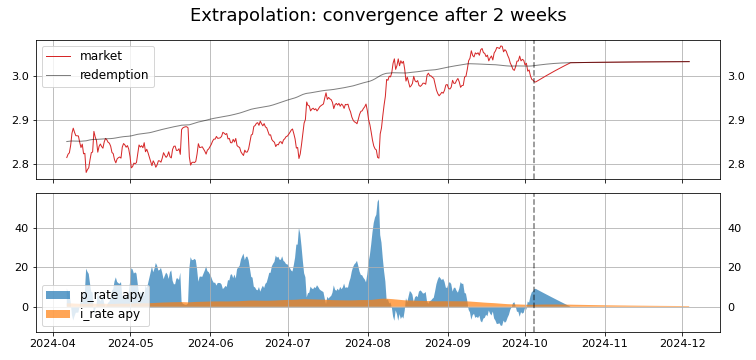 Extrapolation: convergence after 2 weeks
market
redemption
3.0
2.9
2.8
3.0
2.9
2.8
40
20
0
40
20
0
p_rate apy
i_rate apy
2024-04 2024-05 2024-06 2024-07 2024-08 2024-09 2024-10 2024-11 2024-12